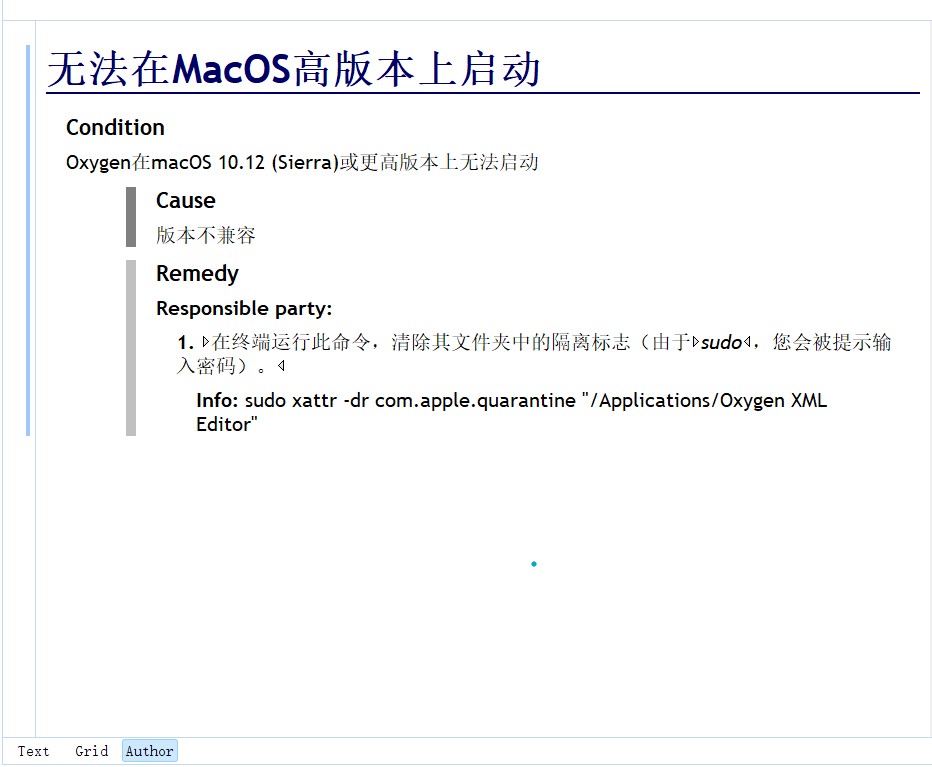 无法在MacOS高版本上启动
Condition
Oxygen在macOS 10.12 (Sierra)或更高版本上无法启动
Cause
版本不兼容
Remedy
Responsible party:
1. 在终端运行此命令，清除其文件夹中的隔离标志（由于sudo，您会被提示输
入密码）。
Info: sudo xattr -dr com.apple.quarantine "/Applications/Oxygen XML
Editor"
Text Grid Author